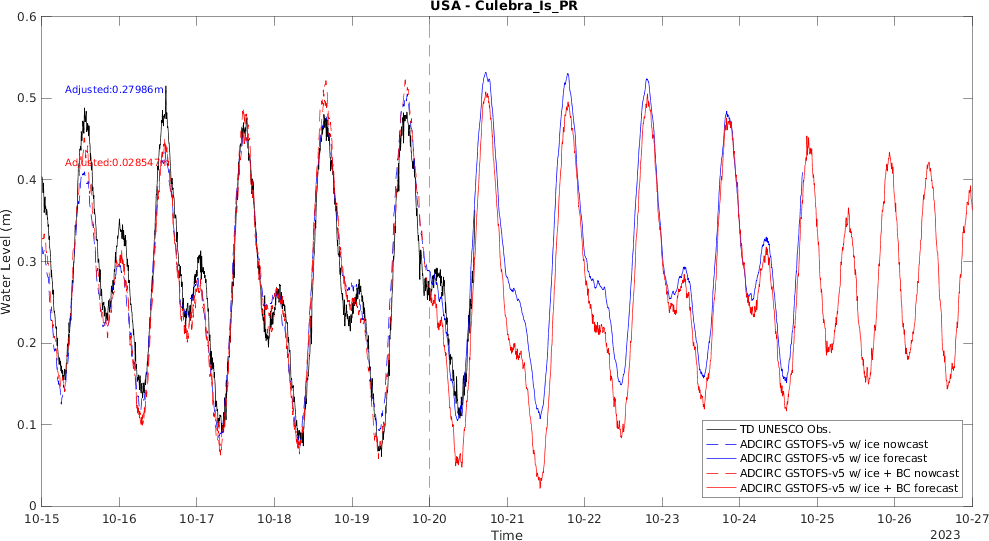 USA - Culebra_Is_PR
0.6
0.5
0.4
0.3
0.2
0.1
0
Water Level (m)
Adjusted:0.27986m
Adjusted:0.028547
10-15
10-16
10-17
10-18
10-19
10-20
10-21
10-22
10-23
10-24
10-25
10-26
10-27
Time
2023
TD UNESCO Obs.
ADCIRC GSTOFS-v5 w/ ice nowcast
ADCIRC GSTOFS-v5 w/ ice forecast
ADCIRC GSTOFS-v5 w/ ice + BC nowcast
ADCIRC GSTOFS-v5 w/ ice + BC forecast